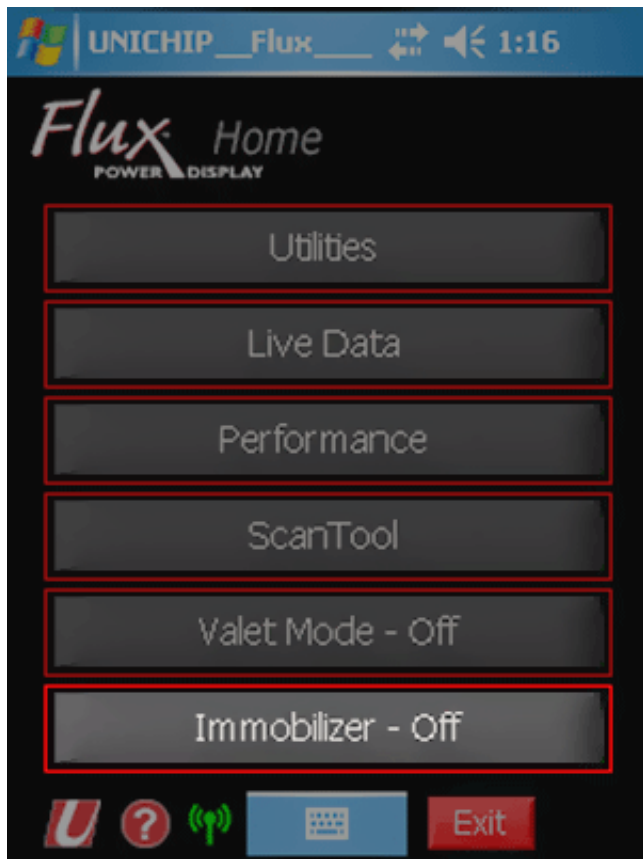 UNICHIP__Flux____ 1:16
Flux Home
POWER DISPLAY
Utilities
Live Data
Performance
ScanTool
Valet Mode - Off
Immobilizer - Off
U ? Exit